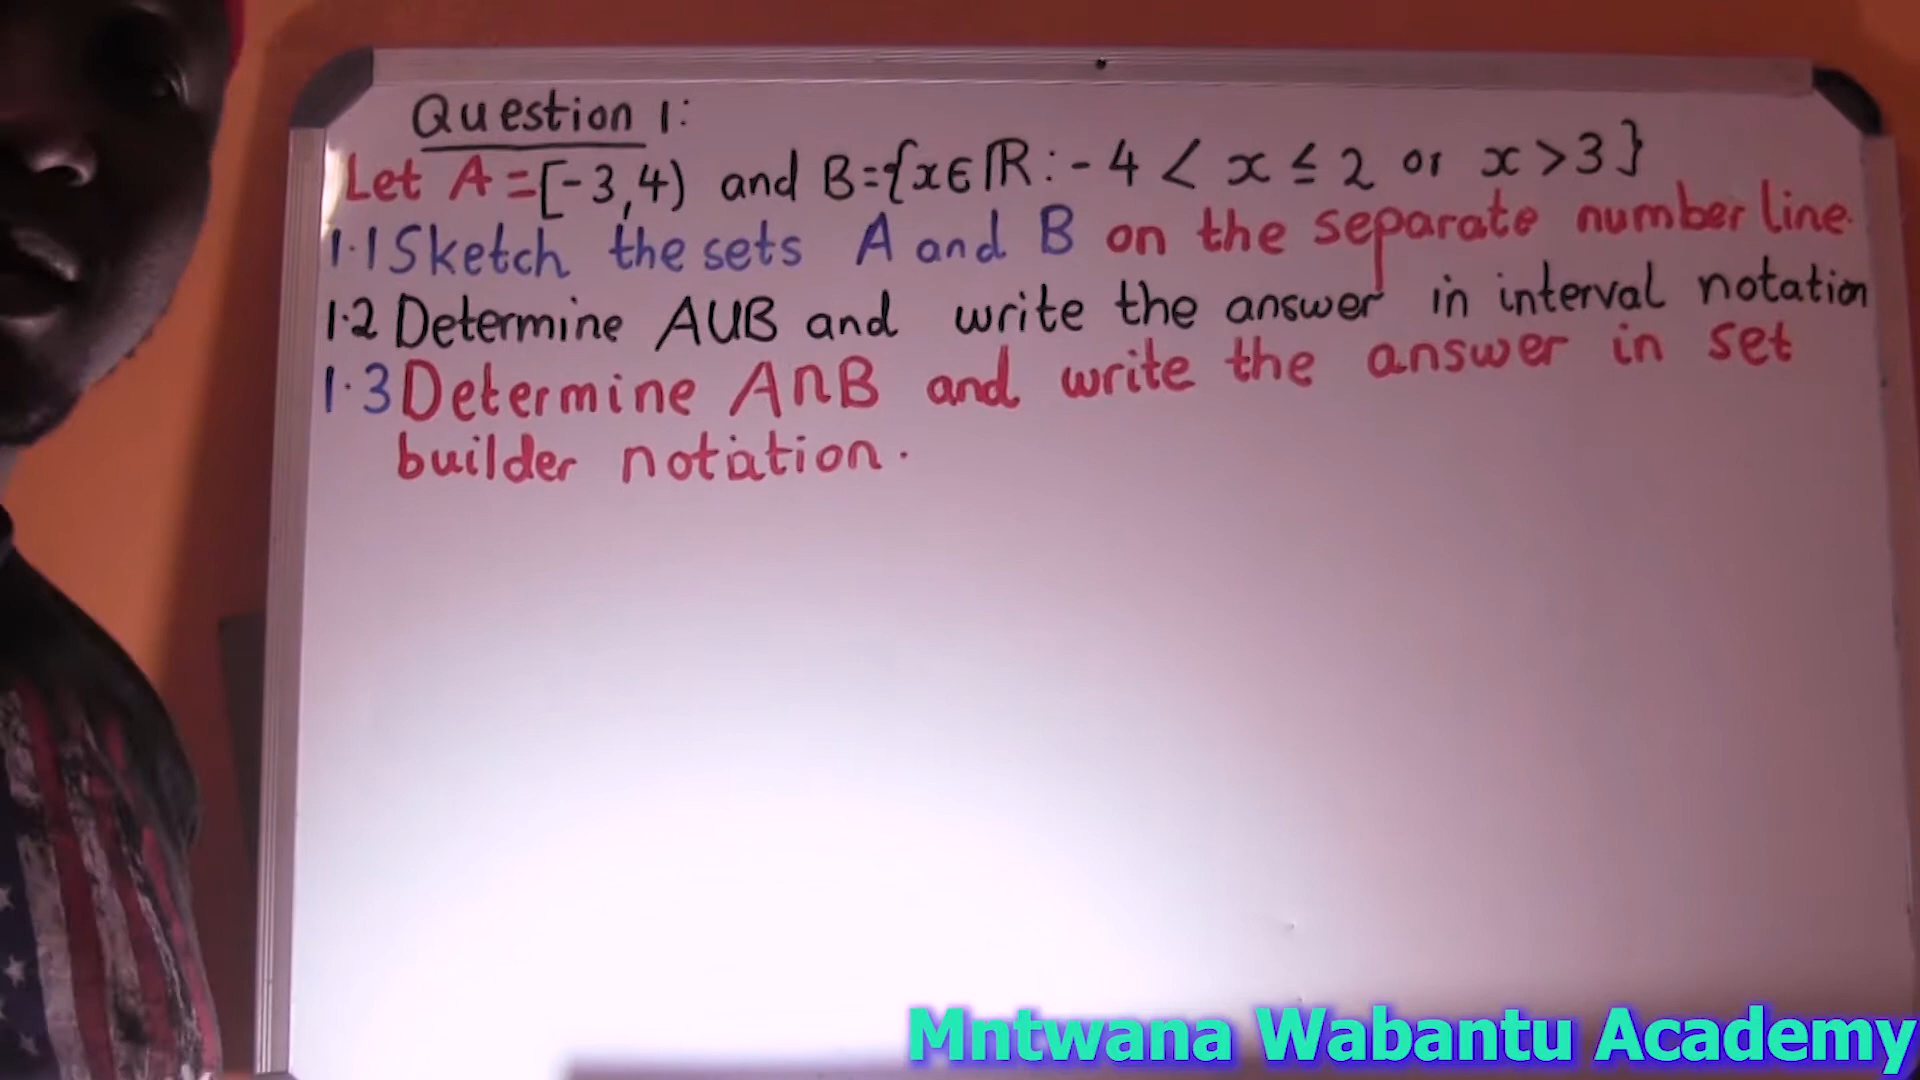 Question 1:
Let A=[-3,4) and B={x∈ℝ:-4 < x ≤ 2 or x >3}
1.1 Sketch the sets A and B on the separate number line.
1.2 Determine AUB and write the answer in interval notation
1.3 Determine A∩B and write the answer in set
builder notation.
Mntwana Wabantu Academy